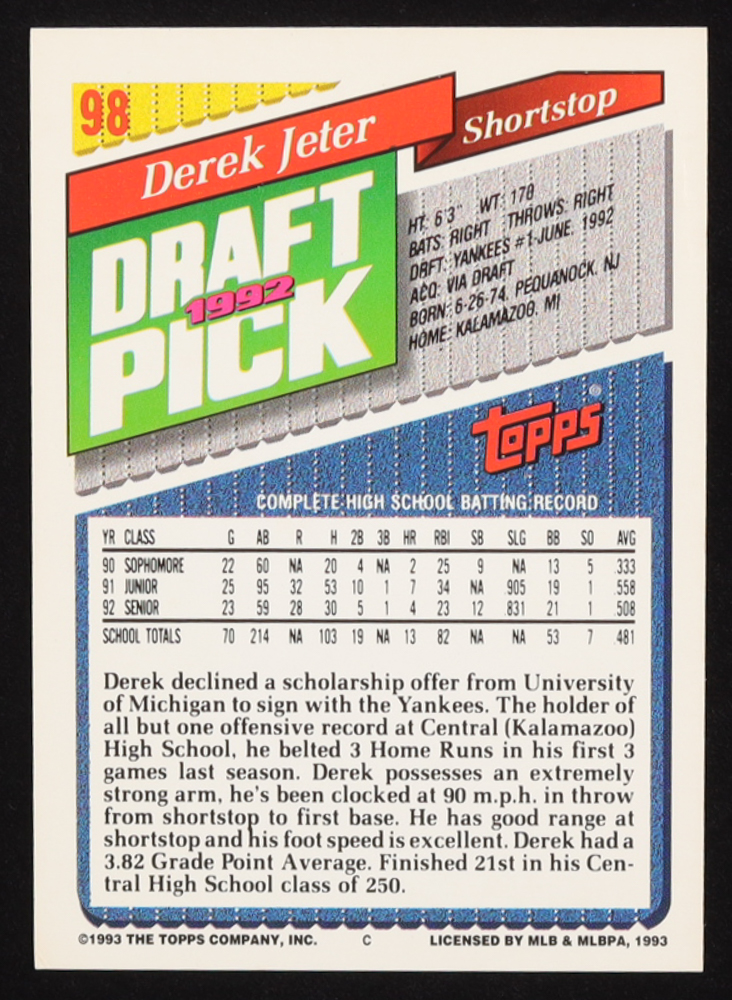 98
Derek Jeter
Shortstop
DRAFT
1992
PICK
HT: 6'3" WT: 170
BATS: RIGHT THROWS: RIGHT
DRFT: YANKEES #1-JUNE, 1992
ACQ: VIA DRAFT
BORN: 6-26-74, PEQUANOCK, NJ
HOME: KALAMAZOO, MI
topps®
COMPLETE HIGH SCHOOL BATTING RECORD
YR CLASS G AB R H 2B 3B HR RBI SB SLG BB SO AVG
90 SOPHOMORE 22 60 NA 20 4 NA 2 25 9 NA 13 5 .333
91 JUNIOR 25 95 32 53 10 1 7 34 NA .905 19 1 .558
92 SENIOR 23 59 28 30 5 1 4 23 12 .831 21 1 .508
SCHOOL TOTALS 70 214 NA 103 19 NA 13 82 NA NA 53 7 .481
Derek declined a scholarship offer from University
of Michigan to sign with the Yankees. The holder of
all but one offensive record at Central (Kalamazoo)
High School, he belted 3 Home Runs in his first 3
games last season. Derek possesses an extremely
strong arm, he's been clocked at 90 m.p.h. in throw
from shortstop to first base. He has good range at
shortstop and his foot speed is excellent. Derek had a
3.82 Grade Point Average. Finished 21st in his Cen-
tral High School class of 250.
©1993 THE TOPPS COMPANY, INC. C LICENSED BY MLB & MLBPA, 1993